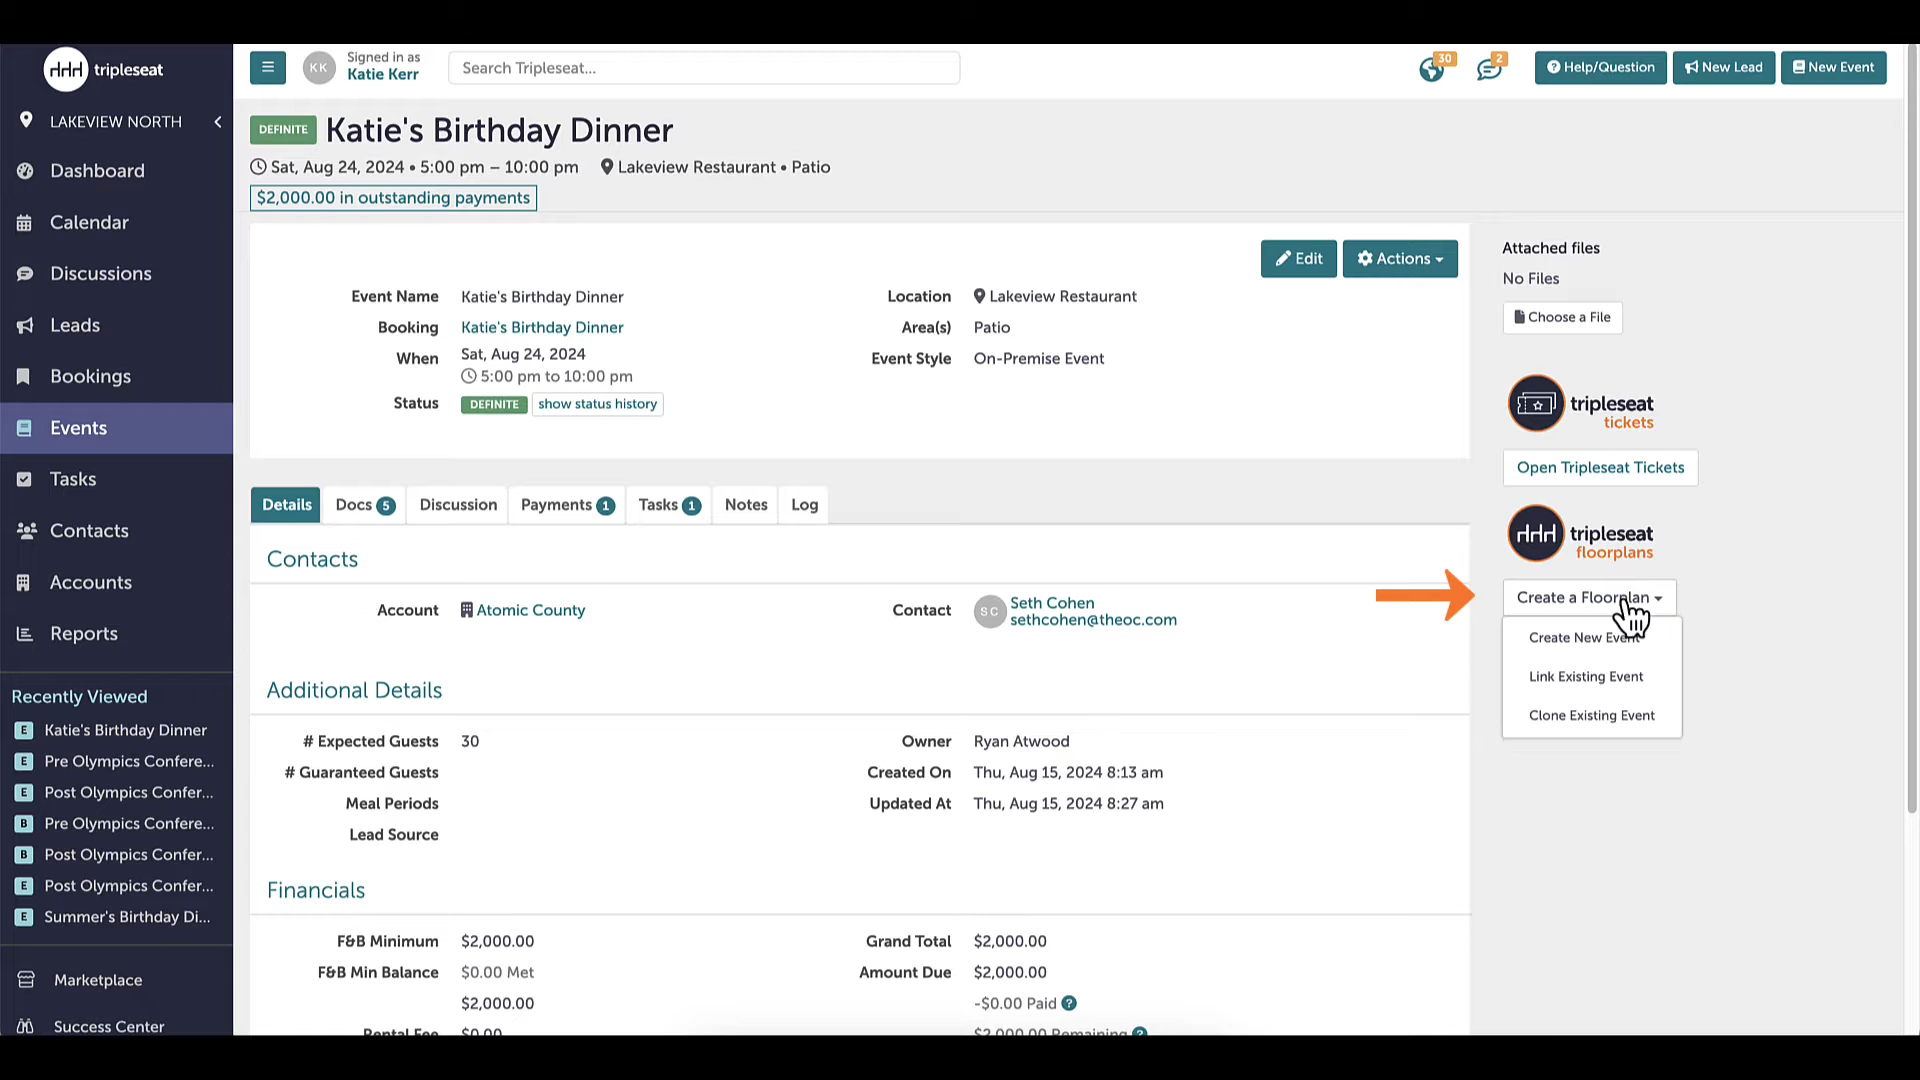 tripleseat
LAKEVIEW NORTH
Dashboard
Calendar
Discussions
Leads
Bookings
Events
Tasks
Contacts
Accounts
Reports
Recently Viewed
E Katie's Birthday Dinner
E Pre Olympics Confere...
E Post Olympics Confer...
B Pre Olympics Confere...
B Post Olympics Confer...
E Post Olympics Confer...
E Summer's Birthday Di...
Marketplace
Success Center
KK
Signed in as
Katie Kerr
Search Tripleseat...
30
2
Help/Question
New Lead
New Event
DEFINITE Katie's Birthday Dinner
Sat, Aug 24, 2024 • 5:00 pm – 10:00 pm Lakeview Restaurant • Patio
$2,000.00 in outstanding payments
Edit
Actions
Event Name Katie's Birthday Dinner
Booking Katie's Birthday Dinner
When Sat, Aug 24, 2024
5:00 pm to 10:00 pm
Status DEFINITE show status history
Location Lakeview Restaurant
Area(s) Patio
Event Style On-Premise Event
Details
Docs 5
Discussion
Payments 1
Tasks 1
Notes
Log
Contacts
Account Atomic County
Contact SC Seth Cohen
sethcohen@theoc.com
Additional Details
# Expected Guests 30
# Guaranteed Guests
Meal Periods
Lead Source
Owner Ryan Atwood
Created On Thu, Aug 15, 2024 8:13 am
Updated At Thu, Aug 15, 2024 8:27 am
Financials
F&B Minimum $2,000.00
F&B Min Balance $0.00 Met
$2,000.00
Rental Fee $0.00
Grand Total $2,000.00
Amount Due $2,000.00
-$0.00 Paid ?
$2,000.00 Remaining ?
Attached files
No Files
Choose a File
tripleseat
tickets
Open Tripleseat Tickets
tripleseat
floorplans
Create a Floorplan
Create New Event
Link Existing Event
Clone Existing Event